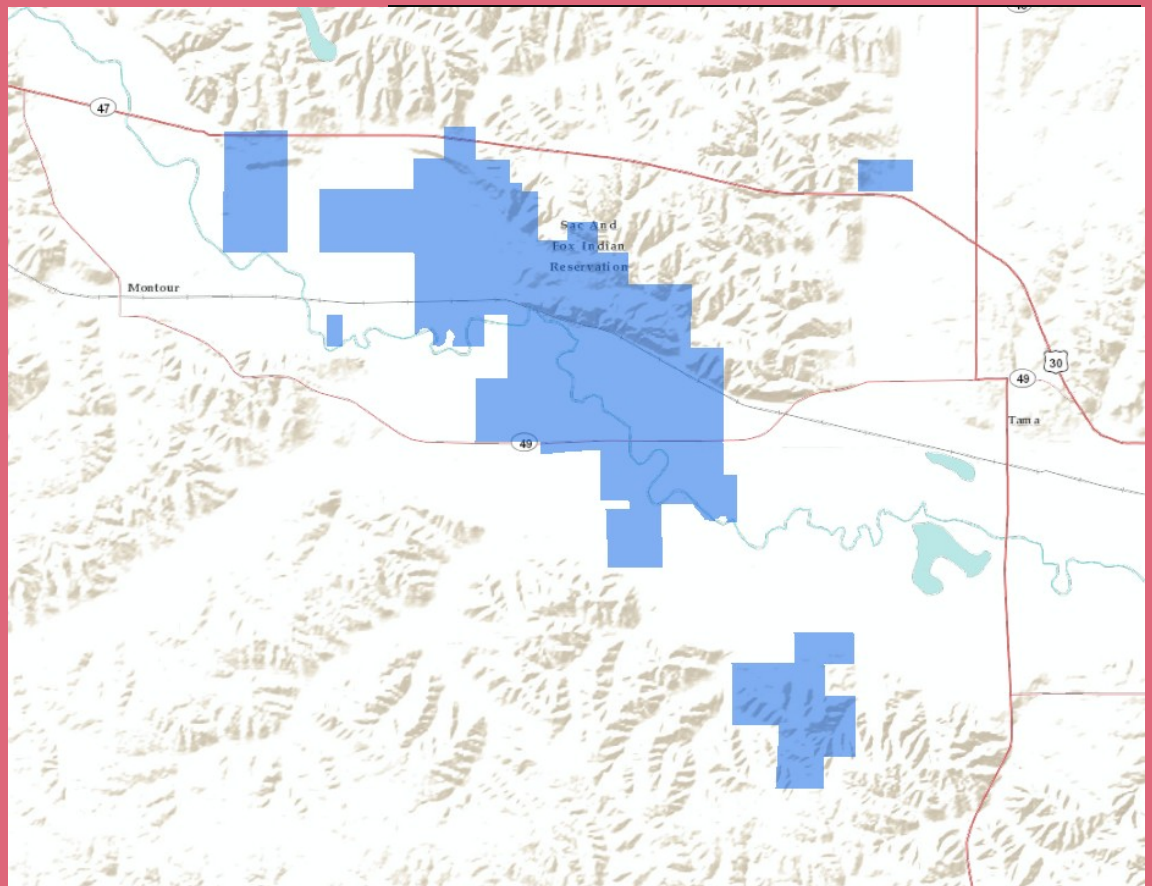 47
Sac And
Fox Indian
Reservation
Montour
30
49
Tama
49